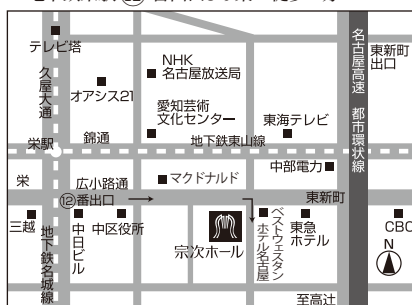 テレビ塔
久屋大通
オアシス21
NHK
名古屋放送局
愛知芸術
文化センター
東海テレビ
名古屋高速 都市環状線
東新町
出口
栄駅
錦通
地下鉄東山線
中部電力
栄
広小路通
マクドナルド
東新町
⑫番出口
三越
地下鉄名城線
中日ビル
中区役所
宗次ホール
ベストウェスタン
ホテル名古屋
東急
ホテル
CBC
N
至高辻